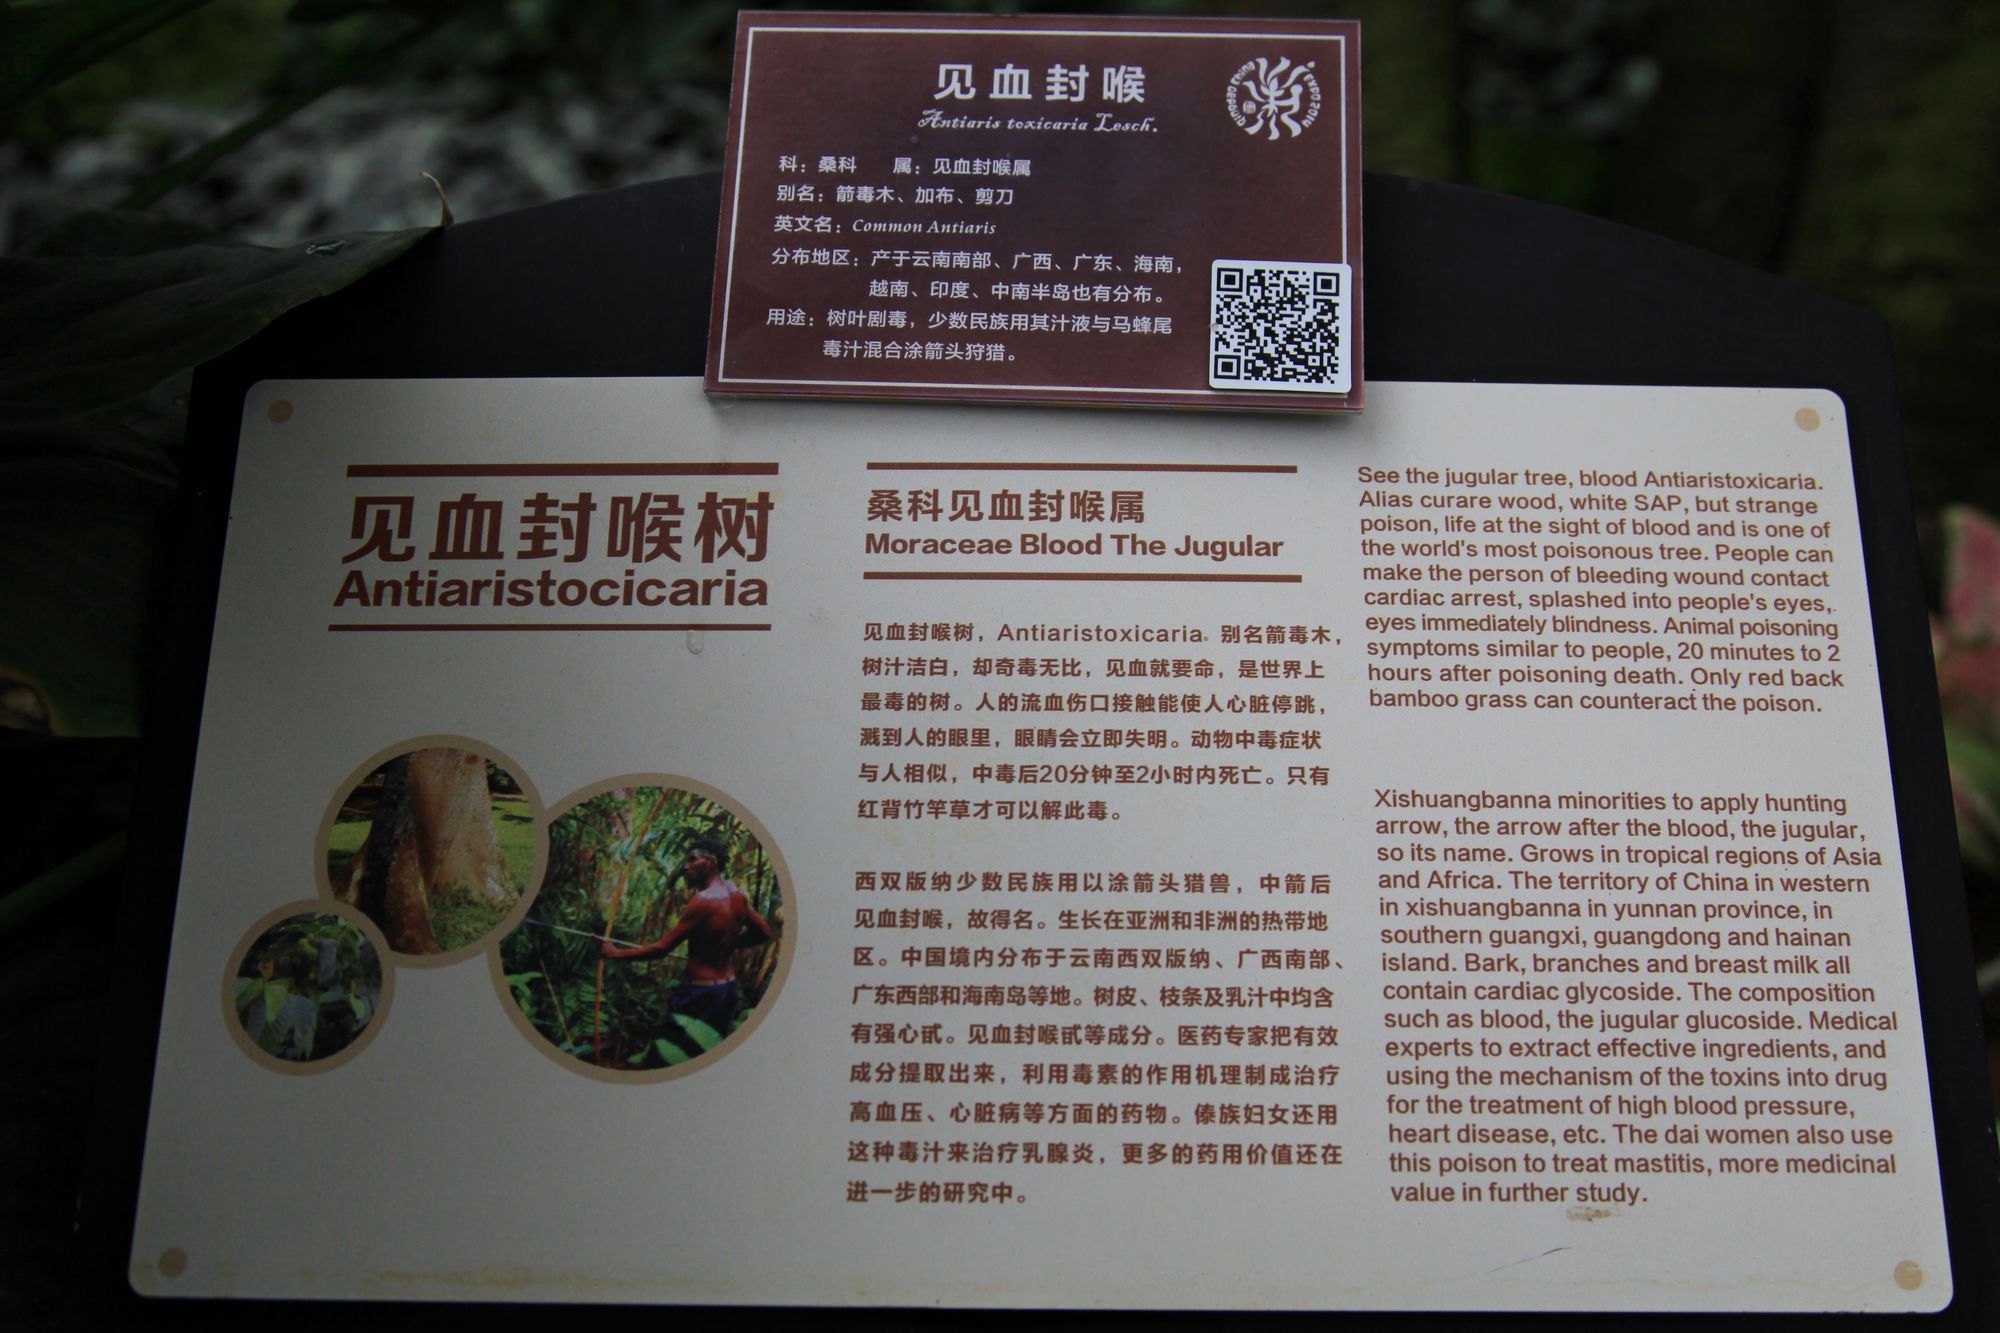 见血封喉
Antiaris toxicaria Lesch.
科：桑科 属：见血封喉属
别名：箭毒木、加布、剪刀
英文名：Common Antiaris
分布地区：产于云南南部、广西、广东、海南，
越南、印度、中南半岛也有分布。
用途：树叶剧毒，少数民族用其汁液与马蜂尾
毒汁混合涂箭头狩猎。
见血封喉树
Antiaristocicaria
桑科见血封喉属
Moraceae Blood The Jugular
见血封喉树，Antiaristoxicaria。别名箭毒木，
树汁洁白，却奇毒无比，见血就要命，是世界上
最毒的树。人的流血伤口接触能使人心脏停跳，
溅到人的眼里，眼睛会立即失明。动物中毒症状
与人相似，中毒后20分钟至2小时内死亡。只有
红背竹竿草才可以解此毒。
西双版纳少数民族用以涂箭头猎兽，中箭后
见血封喉，故得名。生长在亚洲和非洲的热带地
区。中国境内分布于云南西双版纳、广西南部、
广东西部和海南岛等地。树皮、枝条及乳汁中均含
有强心甙。见血封喉甙等成分。医药专家把有效
成分提取出来，利用毒素的作用机理制成治疗
高血压、心脏病等方面的药物。傣族妇女还用
这种毒汁来治疗乳腺炎，更多的药用价值还在
进一步的研究中。
See the jugular tree, blood Antiaristoxicaria.
Alias curare wood, white SAP, but strange
poison, life at the sight of blood and is one of
the world's most poisonous tree. People can
make the person of bleeding wound contact
cardiac arrest, splashed into people's eyes,
eyes immediately blindness. Animal poisoning
symptoms similar to people, 20 minutes to 2
hours after poisoning death. Only red back
bamboo grass can counteract the poison.
Xishuangbanna minorities to apply hunting
arrow, the arrow after the blood, the jugular,
so its name. Grows in tropical regions of Asia
and Africa. The territory of China in western
in xishuangbanna in yunnan province, in
southern guangxi, guangdong and hainan
island. Bark, branches and breast milk all
contain cardiac glycoside. The composition
such as blood, the jugular glucoside. Medical
experts to extract effective ingredients, and
using the mechanism of the toxins into drug
for the treatment of high blood pressure,
heart disease, etc. The dai women also use
this poison to treat mastitis, more medicinal
value in further study.